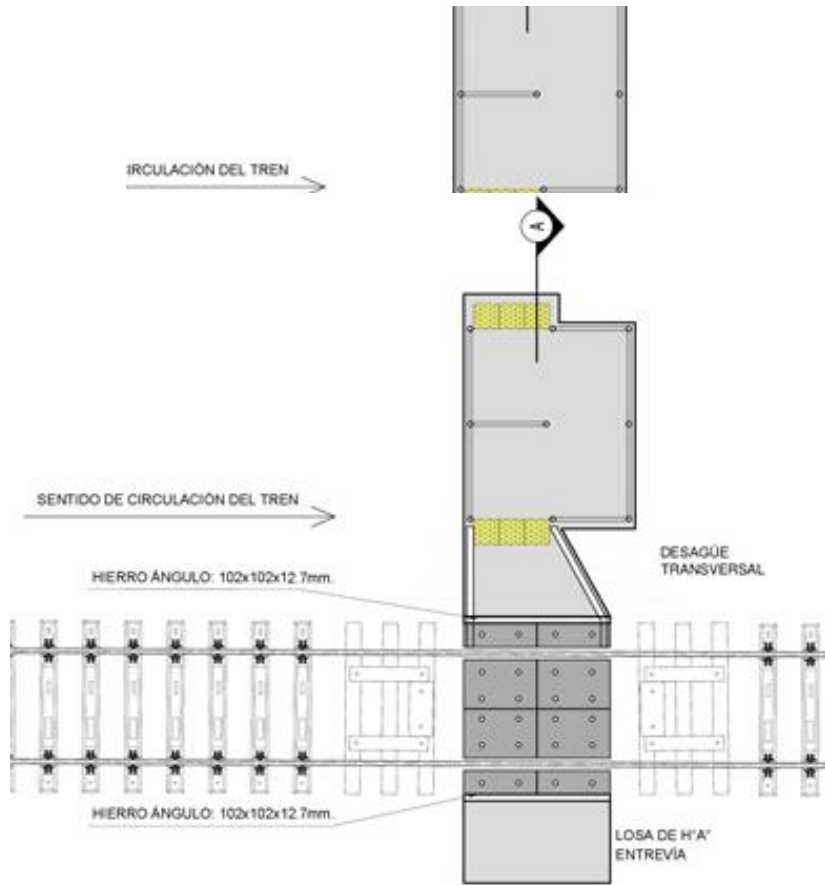 IRCULACIÓN DEL TREN
A
SENTIDO DE CIRCULACIÓN DEL TREN
DESAGÜE
TRANSVERSAL
HIERRO ÁNGULO: 102x102x12.7mm.
HIERRO ÁNGULO: 102x102x12.7mm.
LOSA DE H°A°
ENTREVÍA